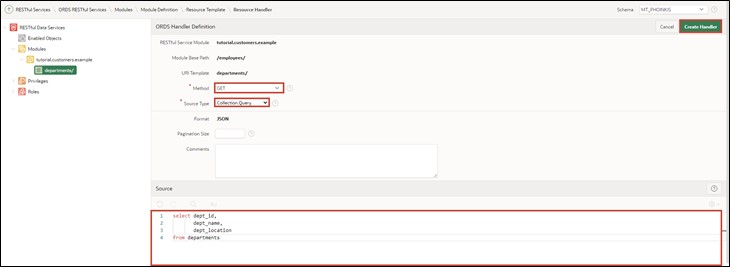 RESTful Services \ ORDS RESTful Services \ Modules \ Module Definition \ Resource Template \ Resource Handler
Schema MT_PHOINKIS
RESTful Data Services
Enabled Objects
Modules
tutorial.customers.example
departments/
Privileges
Roles
ORDS Handler Definition
Cancel
Create Handler
RESTful Service Module tutorial.customers.example
Module Base Path /employees/
URI Template departments/
* Method GET
* Source Type Collection Query
Format JSON
Pagination Size
Comments
Source
1 select dept_id,
2 dept_name,
3 dept_location
4 from departments